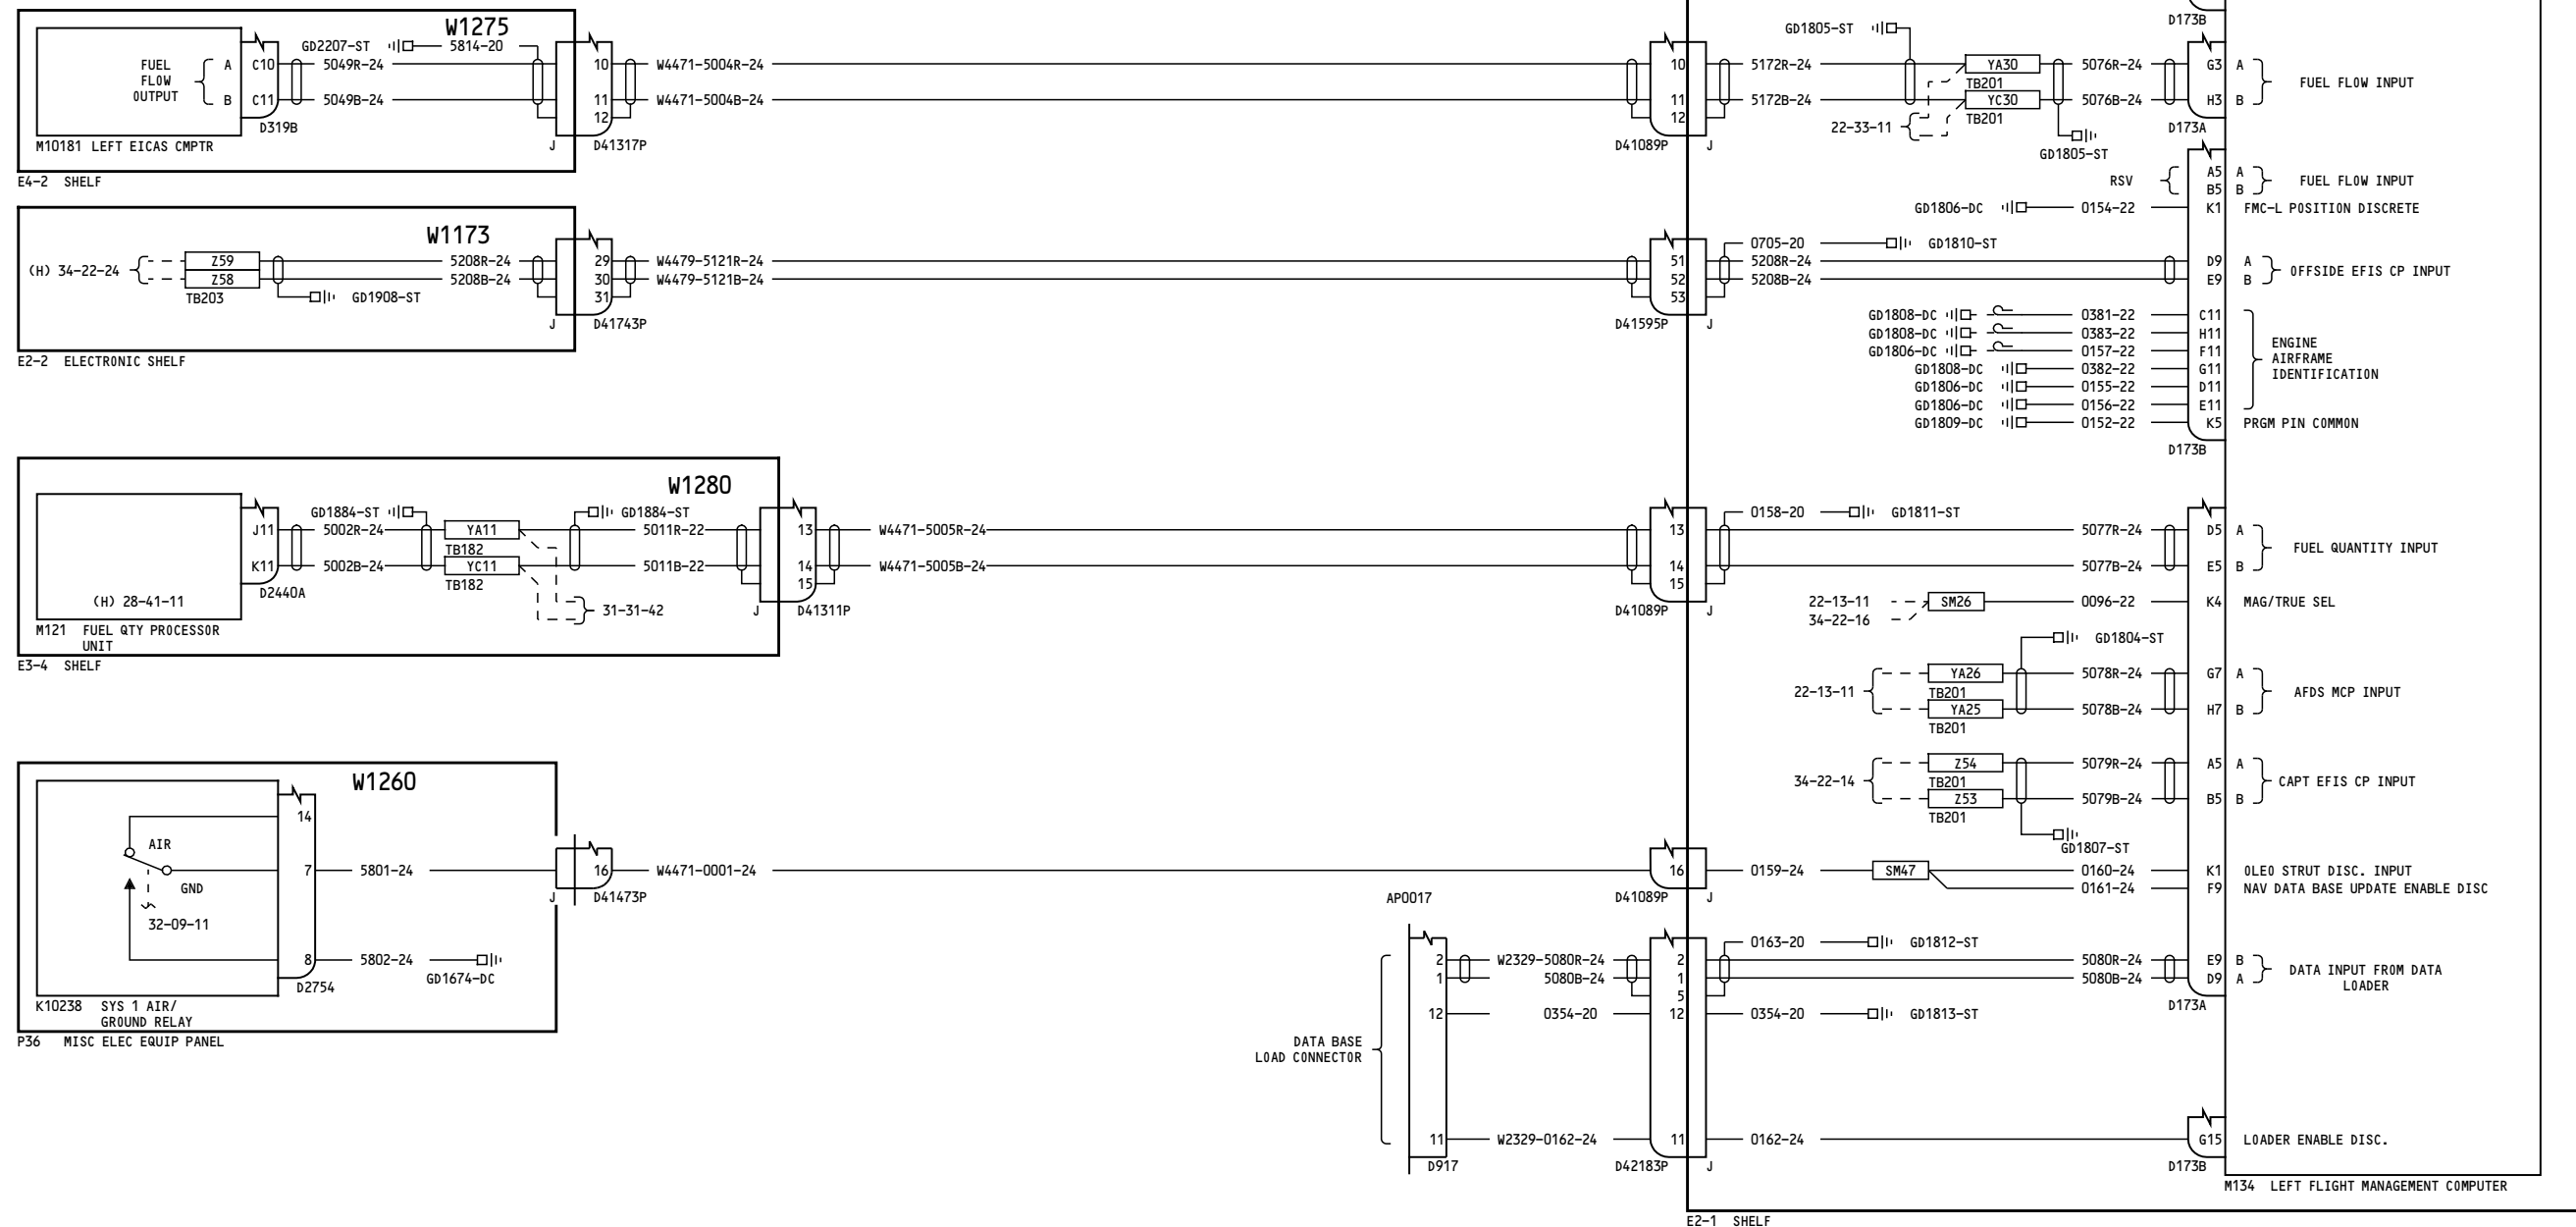 W1275
GD2207-ST 5814-20
FUEL
FLOW
OUTPUT
A C10 5049R-24 10 W4471-5004R-24
B C11 5049B-24 11 W4471-5004B-24
12
D319B
M10181 LEFT EICAS CMPTR
J D41317P
E4-2 SHELF
W1173
(H) 34-22-24
Z59 5208R-24 29 W4479-5121R-24
Z58 5208B-24 30 W4479-5121B-24
TB203 GD1908-ST 31
J D41743P
E2-2 ELECTRONIC SHELF
W1280
GD1884-ST GD1884-ST
J11 5002R-24 YA11 5011R-22 13 W4471-5005R-24
TB182
K11 5002B-24 YC11 5011B-22 14 W4471-5005B-24
TB182 15
D2440A
(H) 28-41-11
31-31-42
J D41311P
M121 FUEL QTY PROCESSOR
UNIT
E3-4 SHELF
W1260
14
AIR
7 5801-24 16 W4471-0001-24
GND
J D41473P
32-09-11
8 5802-24
GD1674-DC
D2754
K10238 SYS 1 AIR/
GROUND RELAY
P36 MISC ELEC EQUIP PANEL
D173B
GD1805-ST
10 5172R-24 YA30 5076R-24 G3 A
TB201
FUEL FLOW INPUT
11 5172B-24 YC30 5076B-24 H3 B
12 TB201
22-33-11
D173A
D41089P J
GD1805-ST
RSV
A5 A
B5 B
FUEL FLOW INPUT
GD1806-DC 0154-22 K1 FMC-L POSITION DISCRETE
0705-20 GD1810-ST
51 5208R-24 D9 A
52 5208B-24 E9 B
OFFSIDE EFIS CP INPUT
53
D41595P J
GD1808-DC 0381-22 C11
GD1808-DC 0383-22 H11
GD1806-DC 0157-22 F11
GD1808-DC 0382-22 G11
GD1806-DC 0155-22 D11
GD1806-DC 0156-22 E11
ENGINE
AIRFRAME
IDENTIFICATION
GD1809-DC 0152-22 K5 PRGM PIN COMMON
D173B
0158-20 GD1811-ST
13 5077R-24 D5 A
FUEL QUANTITY INPUT
14 5077B-24 E5 B
15
D41089P J
22-13-11 SM26 0096-22 K4 MAG/TRUE SEL
34-22-16
GD1804-ST
YA26 5078R-24 G7 A
TB201
22-13-11 AFDS MCP INPUT
YA25 5078B-24 H7 B
TB201
Z54 5079R-24 A5 A
TB201
34-22-14 CAPT EFIS CP INPUT
Z53 5079B-24 B5 B
TB201
GD1807-ST
16 0159-24 SM47 0160-24 K1 OLEO STRUT DISC. INPUT
0161-24 F9 NAV DATA BASE UPDATE ENABLE DISC
D41089P J
AP0017
0163-20 GD1812-ST
2 W2329-5080R-24 2 5080R-24 E9 B
1 5080B-24 1 5080B-24 D9 A
DATA INPUT FROM DATA
LOADER
5
D173A
12 0354-20 12 0354-20 GD1813-ST
DATA BASE
LOAD CONNECTOR
11 W2329-0162-24 11 0162-24 G15 LOADER ENABLE DISC.
D917 D42183P J D173B
M134 LEFT FLIGHT MANAGEMENT COMPUTER
E2-1 SHELF